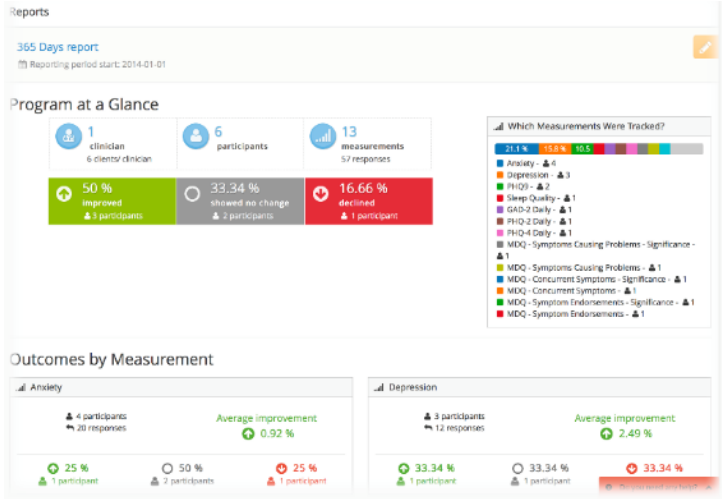 Reports
365 Days report
Reporting period start: 2014-01-01
Program at a Glance
1
clinician
6 clients/ clinician
6
participants
13
measurements
57 responses
50 %
improved
3 participants
33.34 %
showed no change
2 participants
16.66 %
declined
1 participant
Which Measurements Were Tracked?
21.1 % 15.8 % 10.5
Anxiety - 4
Depression - 3
PHQ9 - 2
Sleep Quality - 1
GAD-2 Daily - 1
PHQ-2 Daily - 1
PHQ-4 Daily - 1
MDQ - Symptoms Causing Problems - Significance -
1
MDQ - Symptoms Causing Problems - 1
MDQ - Concurrent Symptoms - Significance - 1
MDQ - Concurrent Symptoms - 1
MDQ - Symptom Endorsements - Significance - 1
MDQ - Symptom Endorsements - 1
Outcomes by Measurement
Anxiety
4 participants
20 responses
Average improvement
0.92 %
25 %
1 participant
50 %
2 participants
25 %
1 participant
Depression
3 participants
12 responses
Average improvement
2.49 %
33.34 %
1 participant
33.34 %
1 participant
33.34 %
Do you need any help?